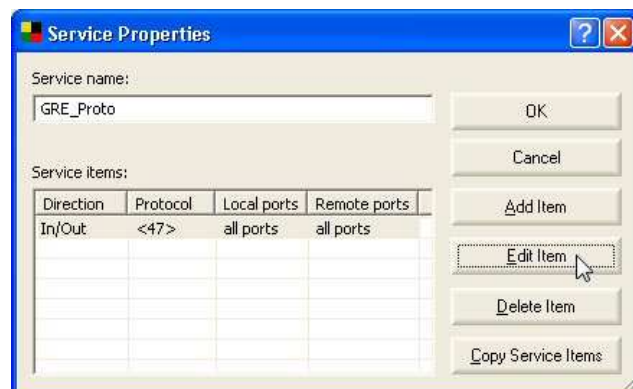 Service Properties
Service name:
GRE_Proto
OK
Cancel
Service items:
Direction Protocol Local ports Remote ports
In/Out <47> all ports all ports
Add Item
Edit Item
Delete Item
Copy Service Items